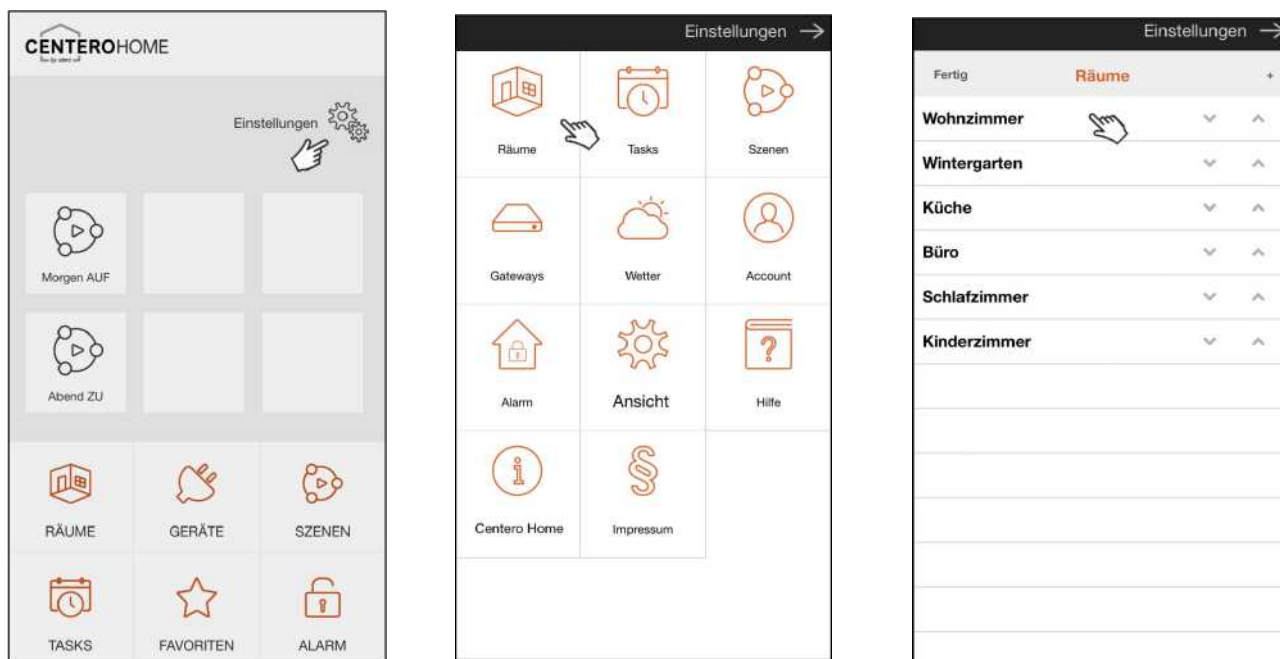 CENTEROHOME
Einstellungen
Morgen AUF
Abend ZU
RÄUME GERÄTE SZENEN
TASKS FAVORITEN ALARM
Einstellungen →
Räume Tasks Szenen
Gateways Wetter Account
Alarm Ansicht Hilfe
Centero Home Impressum
Einstellungen →
Fertig Räume +
Wohnzimmer
Wintergarten
Küche
Büro
Schlafzimmer
Kinderzimmer